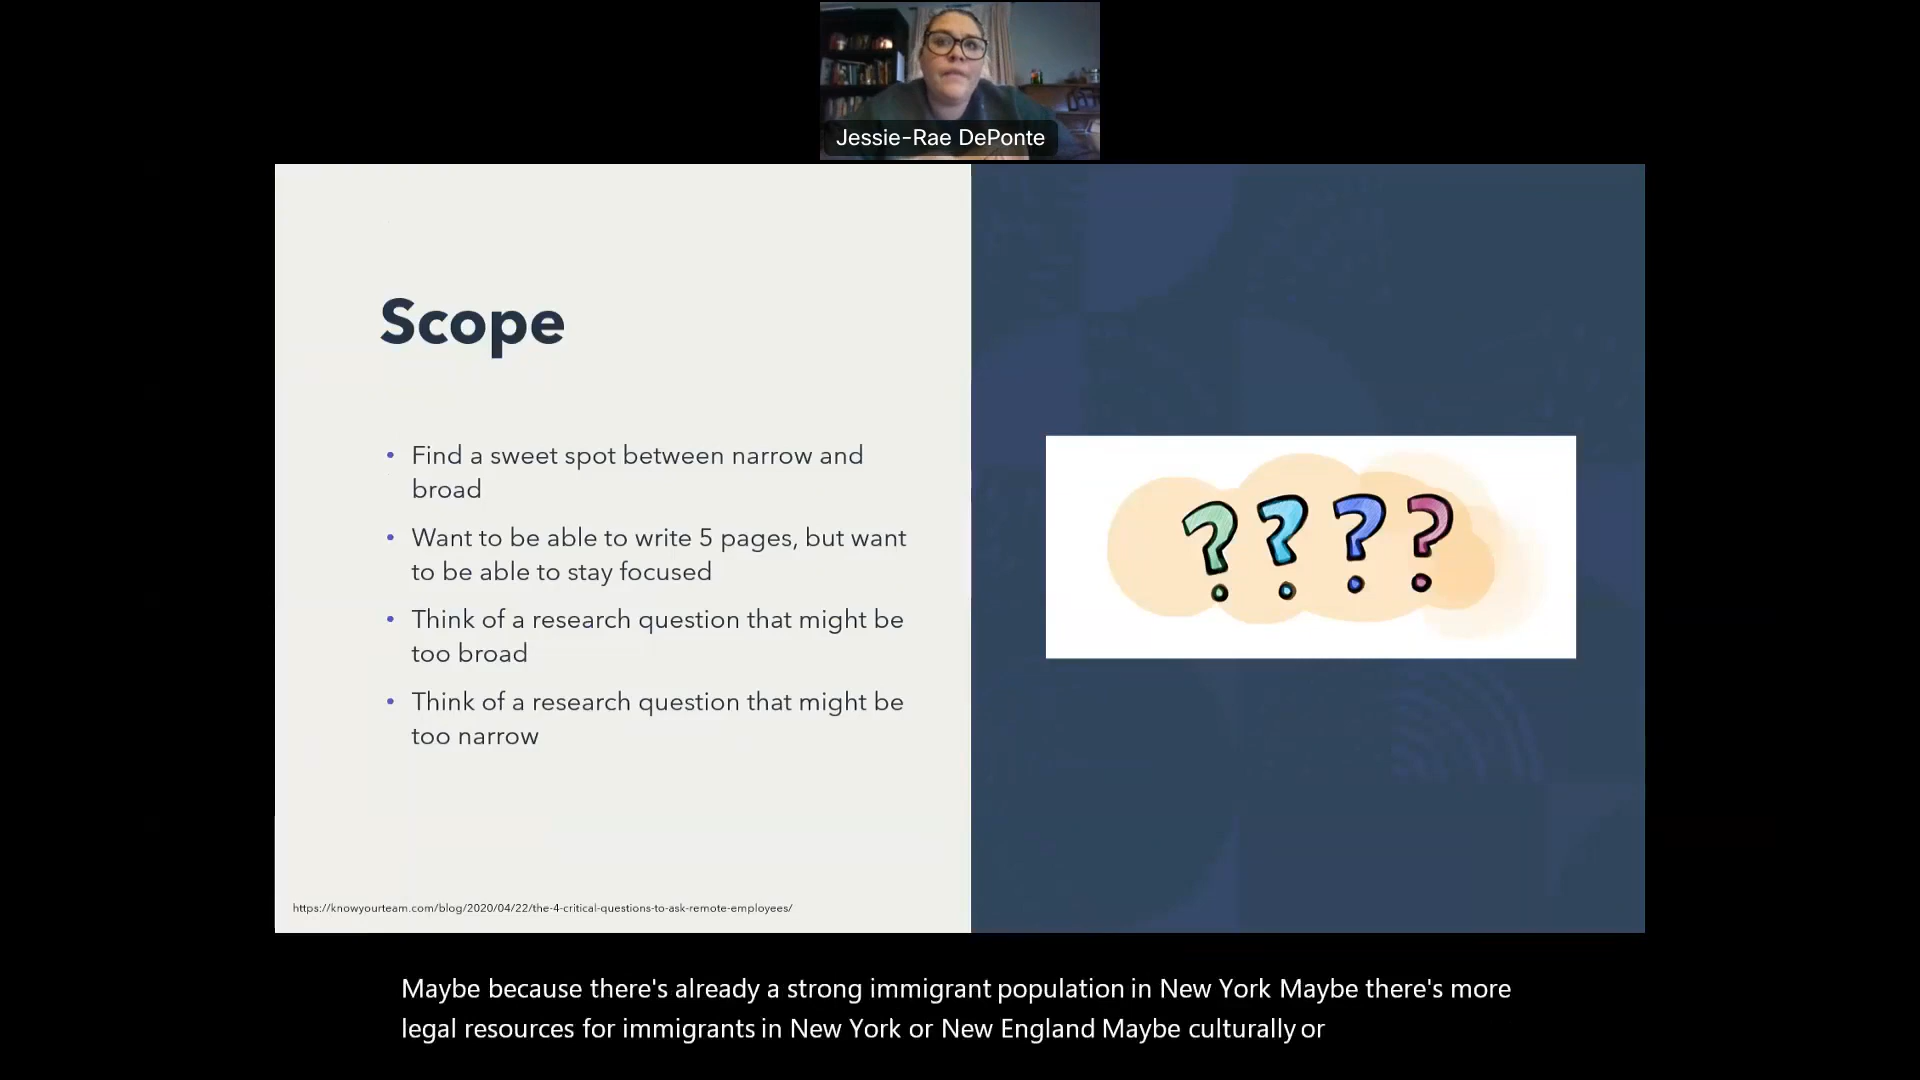 Jessie-Rae DePonte
Scope
• Find a sweet spot between narrow and
broad
• Want to be able to write 5 pages, but want
to be able to stay focused
• Think of a research question that might be
too broad
• Think of a research question that might be
too narrow
????
https://knowyourteam.com/blog/2020/04/22/the-4-critical-questions-to-ask-remote-employees/
Maybe because there's already a strong immigrant population in New York Maybe there's more
legal resources for immigrants in New York or New England Maybe culturally or